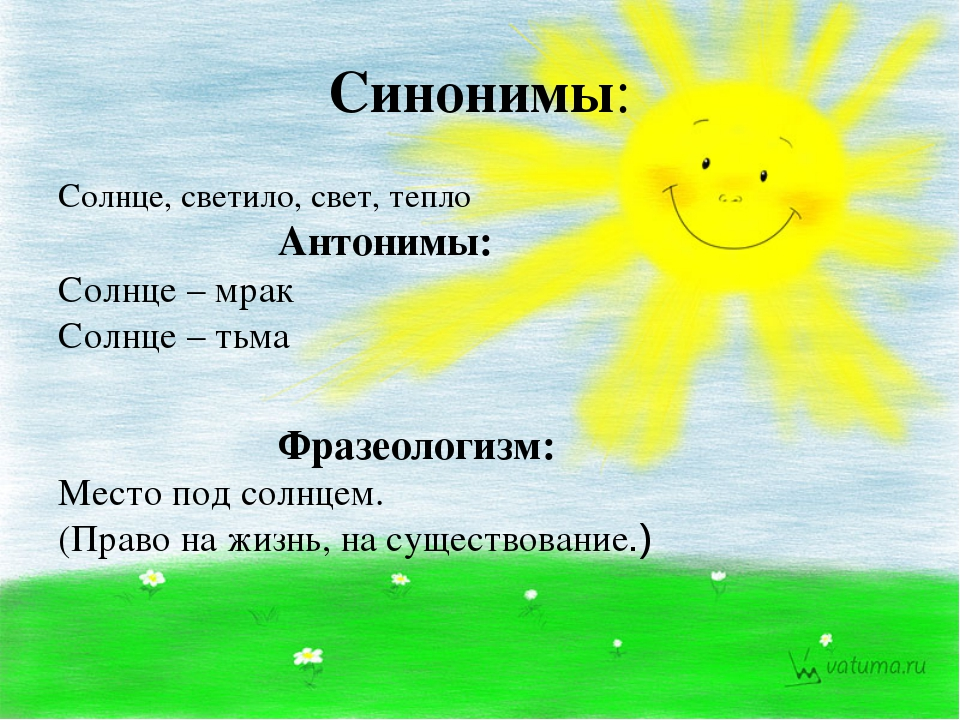 Синонимы:
Солнце, светило, свет, тепло
Антонимы:
Солнце – мрак
Солнце – тьма
Фразеологизм:
Место под солнцем.
(Право на жизнь, на существование.)
vatuma.ru